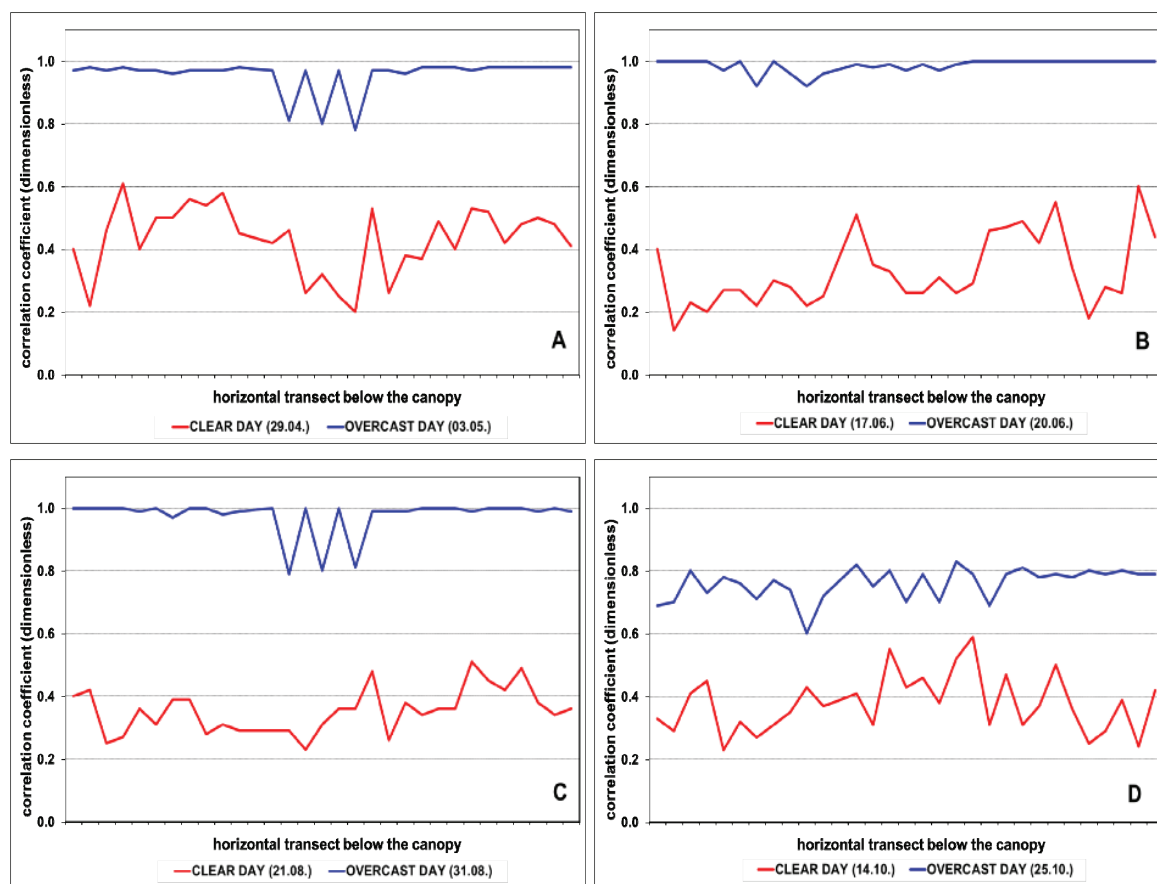 correlation coefficient (dimensionless)
1.0
0.8
0.6
0.4
0.2
0.0
A
horizontal transect below the canopy
CLEAR DAY (29.04.) OVERCAST DAY (03.05.)
correlation coefficient (dimensionless)
1.0
0.8
0.6
0.4
0.2
0.0
B
horizontal transect below the canopy
CLEAR DAY (17.06.) OVERCAST DAY (20.06.)
correlation coefficient (dimensionless)
1.0
0.8
0.6
0.4
0.2
0.0
C
horizontal transect below the canopy
CLEAR DAY (21.08.) OVERCAST DAY (31.08.)
correlation coefficient (dimensionless)
1.0
0.8
0.6
0.4
0.2
0.0
D
horizontal transect below the canopy
CLEAR DAY (14.10.) OVERCAST DAY (25.10.)